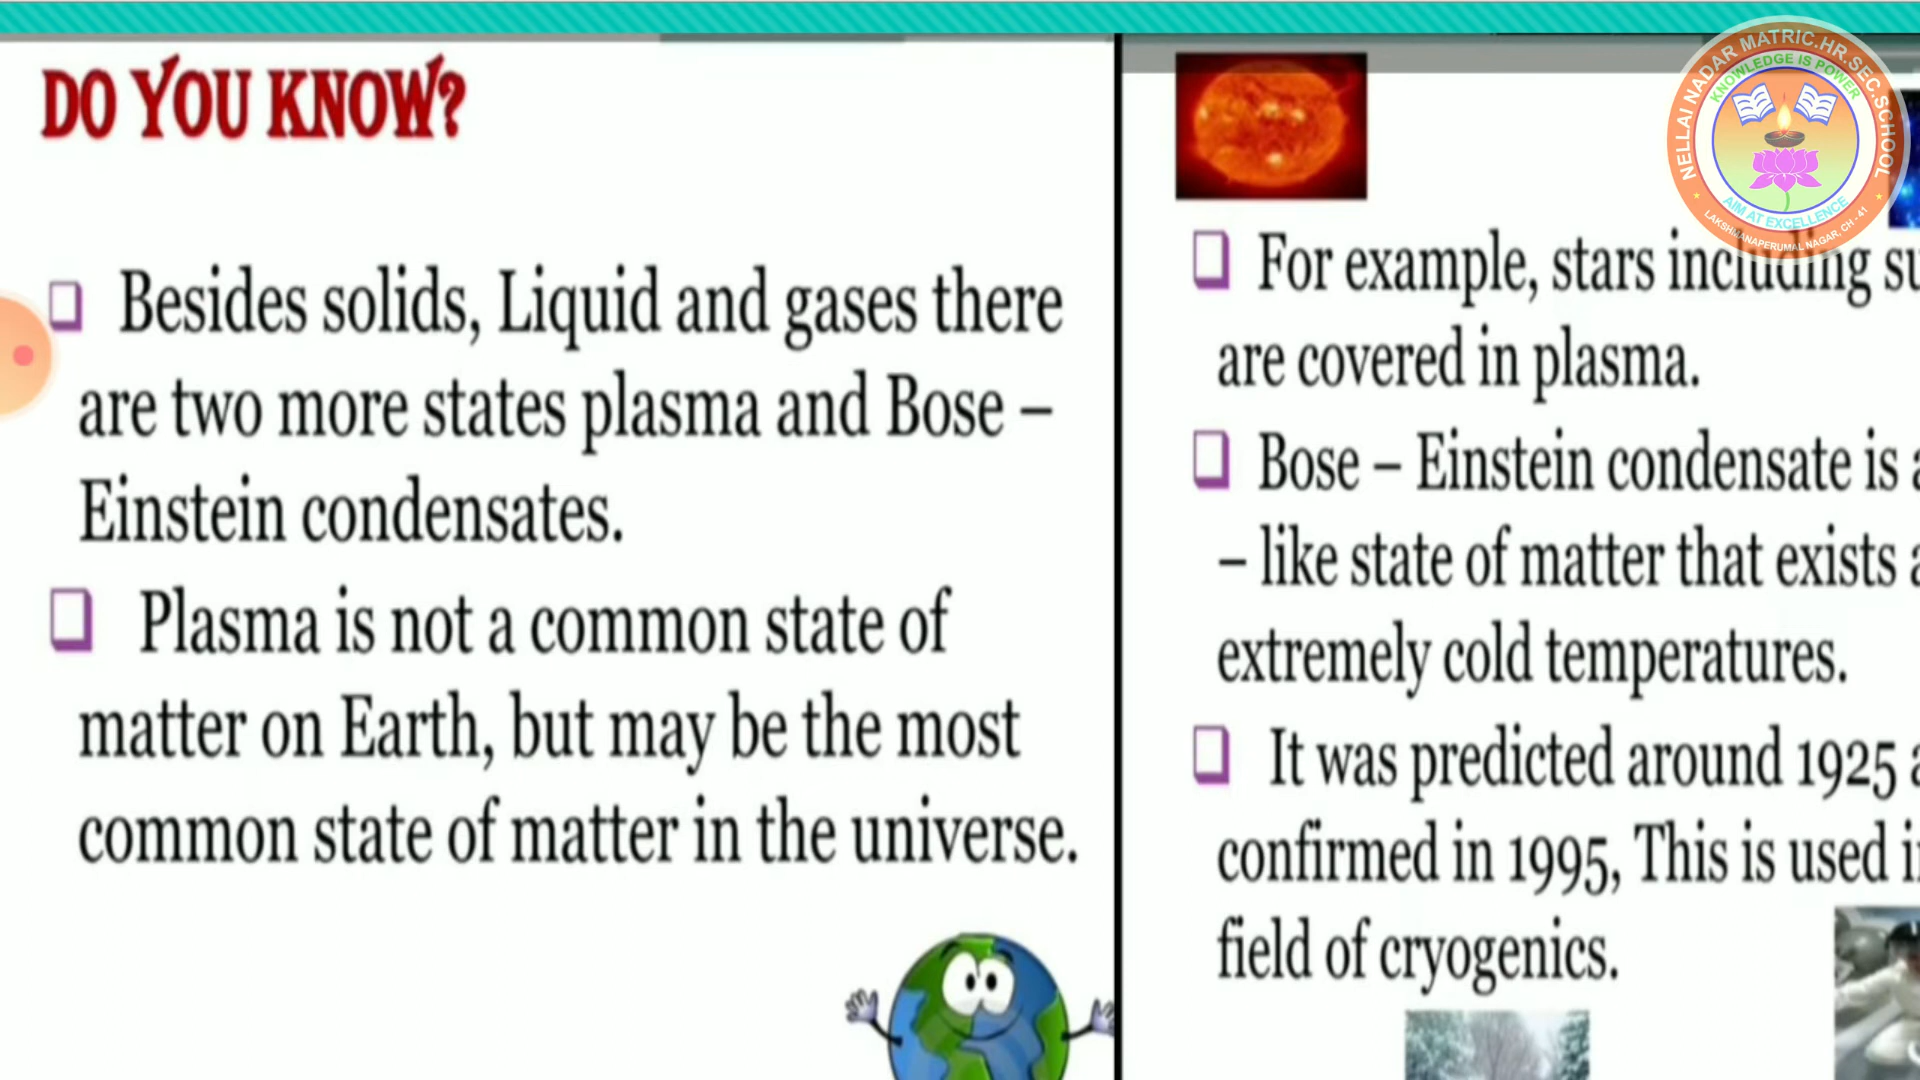 DO YOU KNOW?
Besides solids, Liquid and gases there
are two more states plasma and Bose –
Einstein condensates.
Plasma is not a common state of
matter on Earth, but may be the most
common state of matter in the universe.
For example, stars including
are covered in plasma.
Bose – Einstein condensate is
– like state of matter that exists
extremely cold temperatures.
It was predicted around 1925
confirmed in 1995, This is used
field of cryogenics.
NELLAI NADAR MATRIC.HR.SEC.SCHOOL
KNOWLEDGE IS POWER
AIM AT EXCELLENCE
LAKSHMANAPERUMAL NAGAR, CH - 41